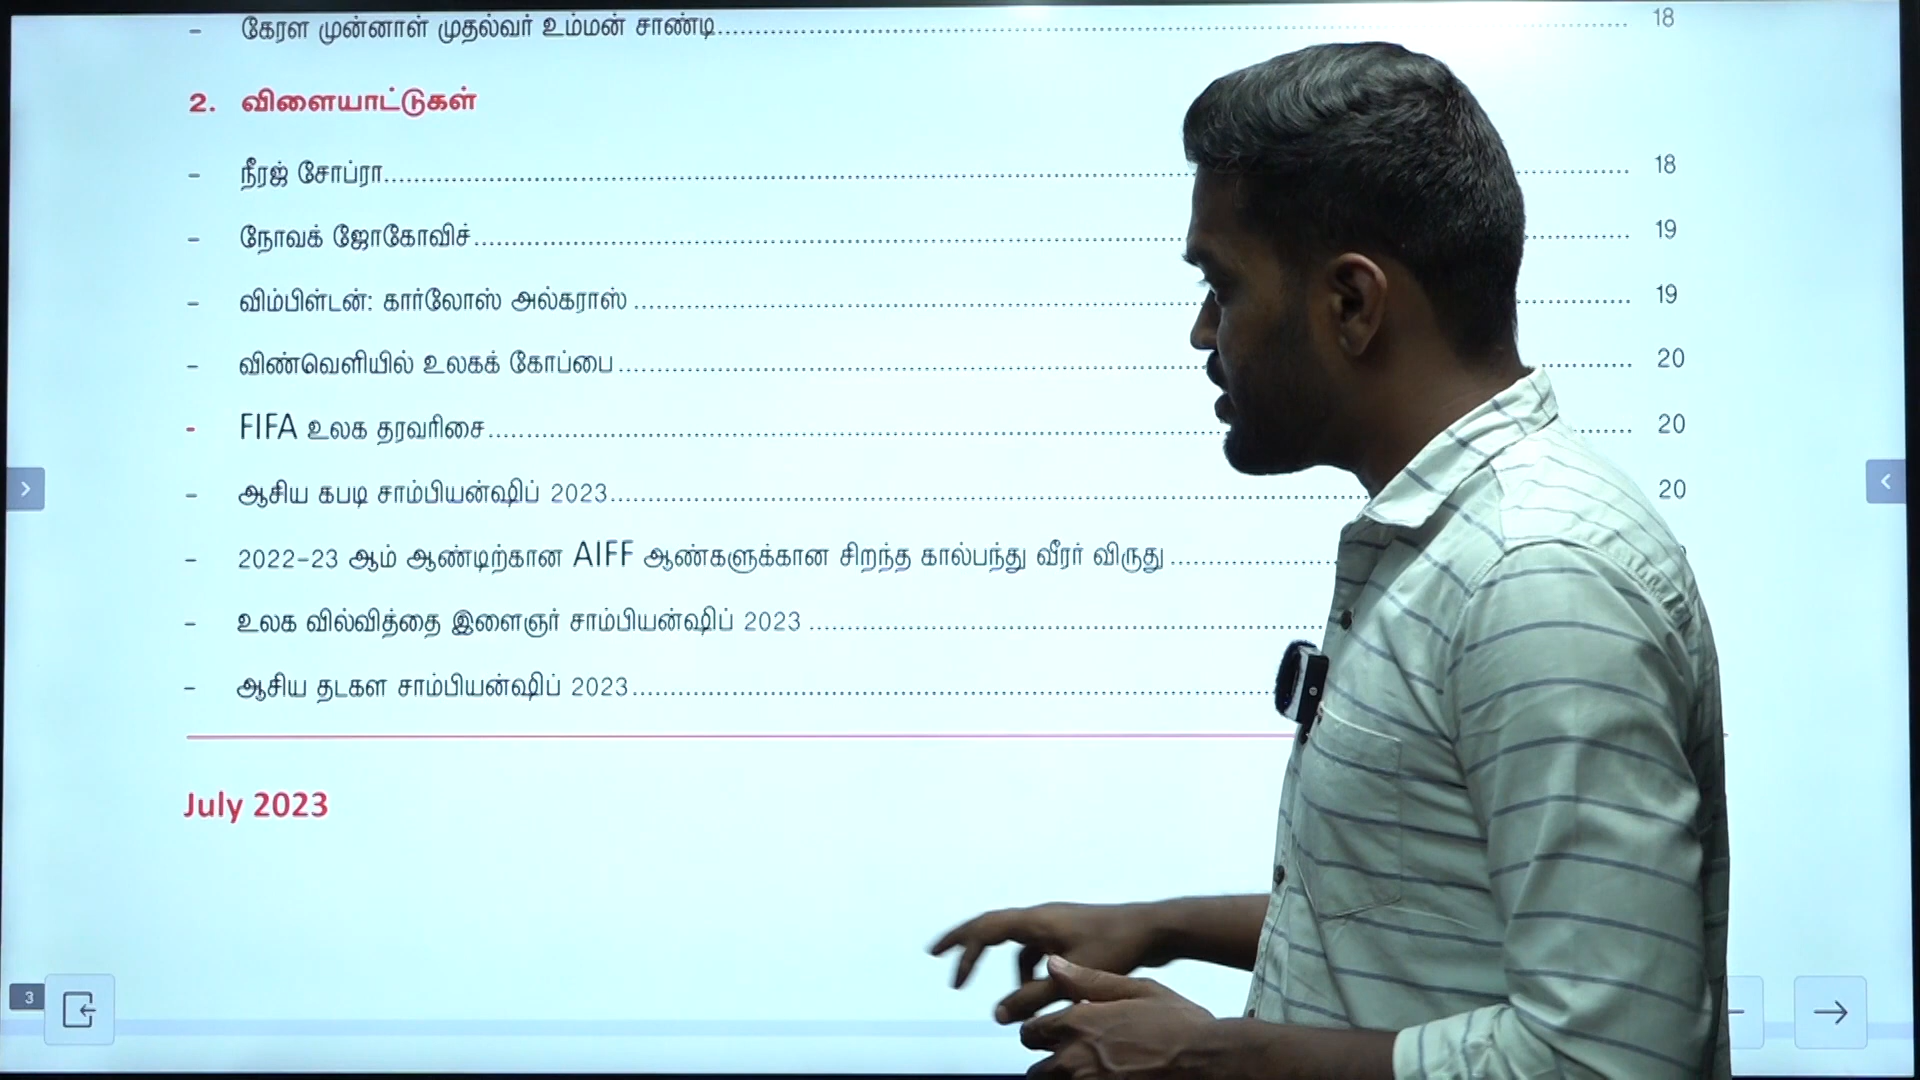 - கேரள முன்னாள் முதல்வர் உம்மன் சாண்டி 18
2. விளையாட்டுகள்
- நீரஜ் சோப்ரா 18
- நோவக் ஜோகோவிச் 19
- விம்பிள்டன்: கார்லோஸ் அல்கராஸ் 19
- விண்வெளியில் உலகக் கோப்பை 20
- FIFA உலக தரவரிசை 20
- ஆசிய கபடி சாம்பியன்ஷிப் 2023 20
- 2022-23 ஆம் ஆண்டிற்கான AIFF ஆண்களுக்கான சிறந்த கால்பந்து வீரர் விருது
- உலக வில்வித்தை இளைஞர் சாம்பியன்ஷிப் 2023
- ஆசிய தடகள சாம்பியன்ஷிப் 2023
July 2023
3